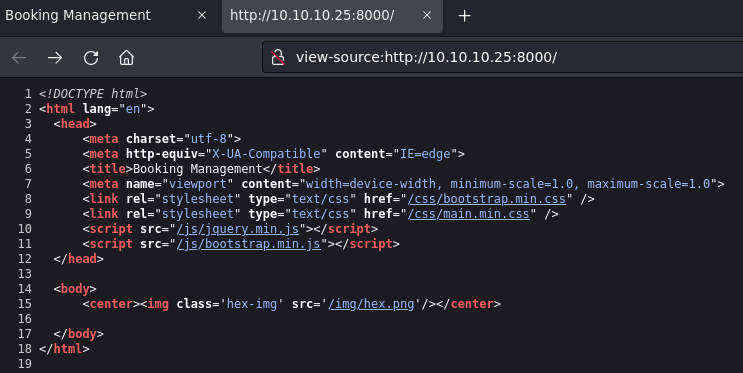 Booking Management × http://10.10.10.25:8000/ × +
view-source:http://10.10.10.25:8000/
1 <!DOCTYPE html>
2 <html lang="en">
3 <head>
4 <meta charset="utf-8">
5 <meta http-equiv="X-UA-Compatible" content="IE=edge">
6 <title>Booking Management</title>
7 <meta name="viewport" content="width=device-width, minimum-scale=1.0, maximum-scale=1.0">
8 <link rel="stylesheet" type="text/css" href="/css/bootstrap.min.css" />
9 <link rel="stylesheet" type="text/css" href="/css/main.min.css" />
10 <script src="/js/jquery.min.js"></script>
11 <script src="/js/bootstrap.min.js"></script>
12 </head>
13
14 <body>
15 <center><img class='hex-img' src='/img/hex.png'/></center>
16
17 </body>
18 </html>
19